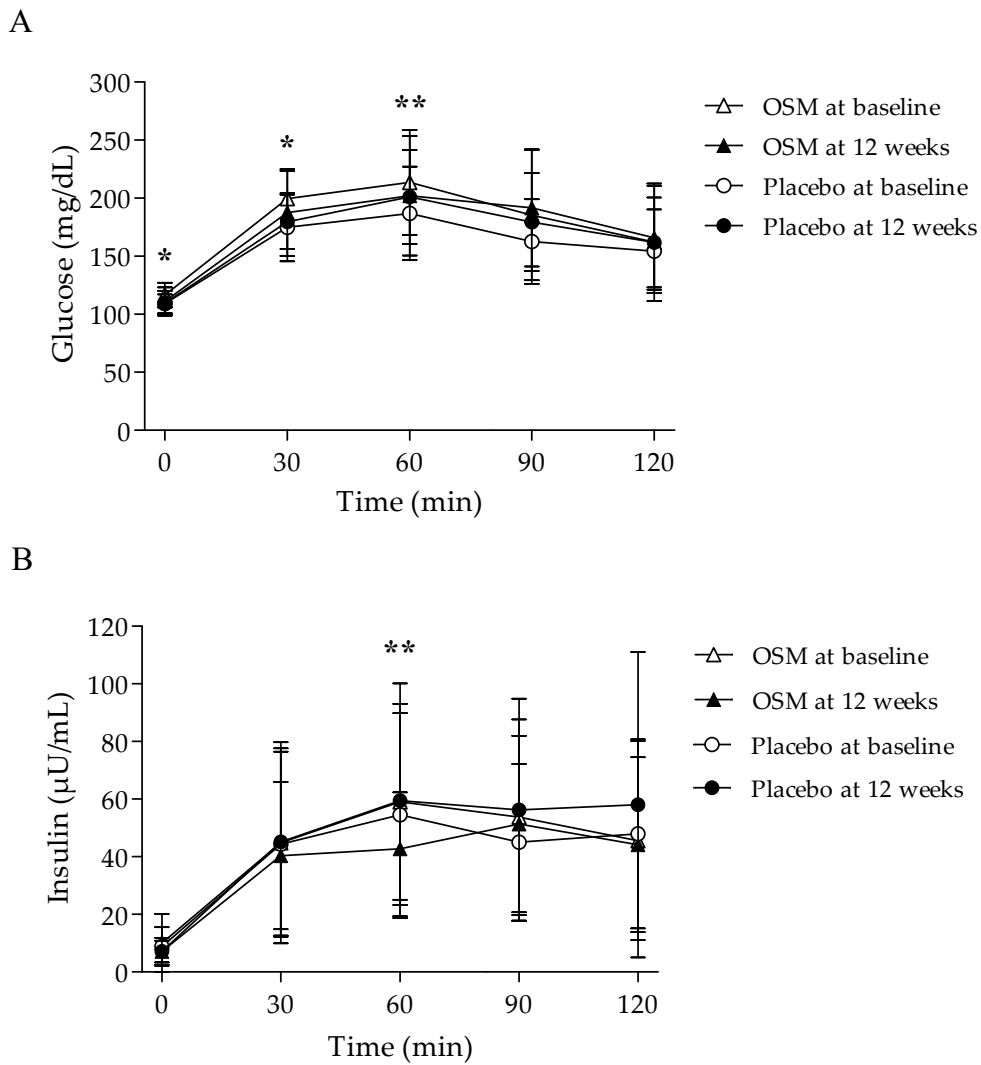 A
300
250
200
150
100
50
0
Glucose (mg/dL)
*
*
**
0 30 60 90 120
Time (min)
OSM at baseline
OSM at 12 weeks
Placebo at baseline
Placebo at 12 weeks
B
120
100
80
60
40
20
0
Insulin (μU/mL)
**
0 30 60 90 120
Time (min)
OSM at baseline
OSM at 12 weeks
Placebo at baseline
Placebo at 12 weeks